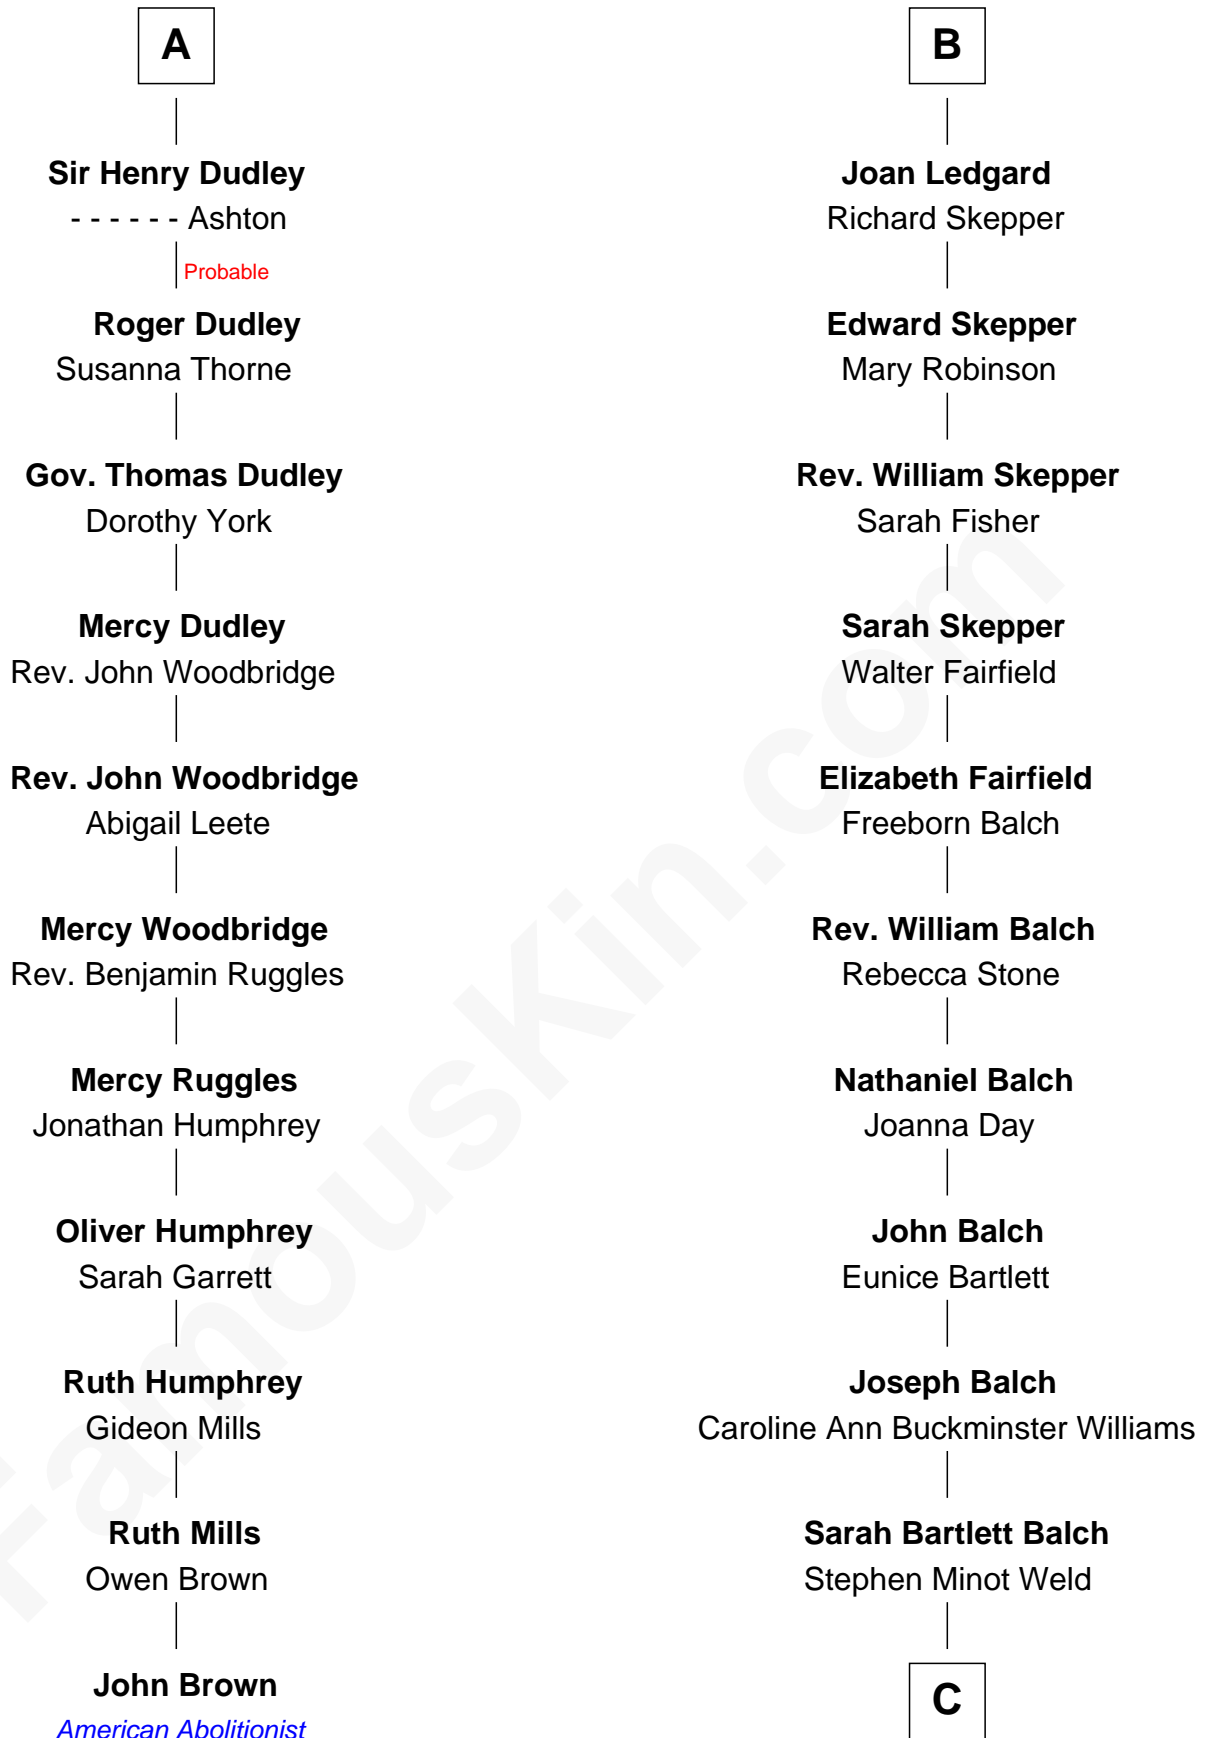 A
Sir Henry Dudley
- - - - - - Ashton
Probable
Roger Dudley
Susanna Thorne
Gov. Thomas Dudley
Dorothy York
Mercy Dudley
Rev. John Woodbridge
Rev. John Woodbridge
Abigail Leete
Mercy Woodbridge
Rev. Benjamin Ruggles
Mercy Ruggles
Jonathan Humphrey
Oliver Humphrey
Sarah Garrett
Ruth Humphrey
Gideon Mills
Ruth Mills
Owen Brown
John Brown
American Abolitionist
B
Joan Ledgard
Richard Skepper
Edward Skepper
Mary Robinson
Rev. William Skepper
Sarah Fisher
Sarah Skepper
Walter Fairfield
Elizabeth Fairfield
Freeborn Balch
Rev. William Balch
Rebecca Stone
Nathaniel Balch
Joanna Day
John Balch
Eunice Bartlett
Joseph Balch
Caroline Ann Buckminster Williams
Sarah Bartlett Balch
Stephen Minot Weld
C
FamousKin.com